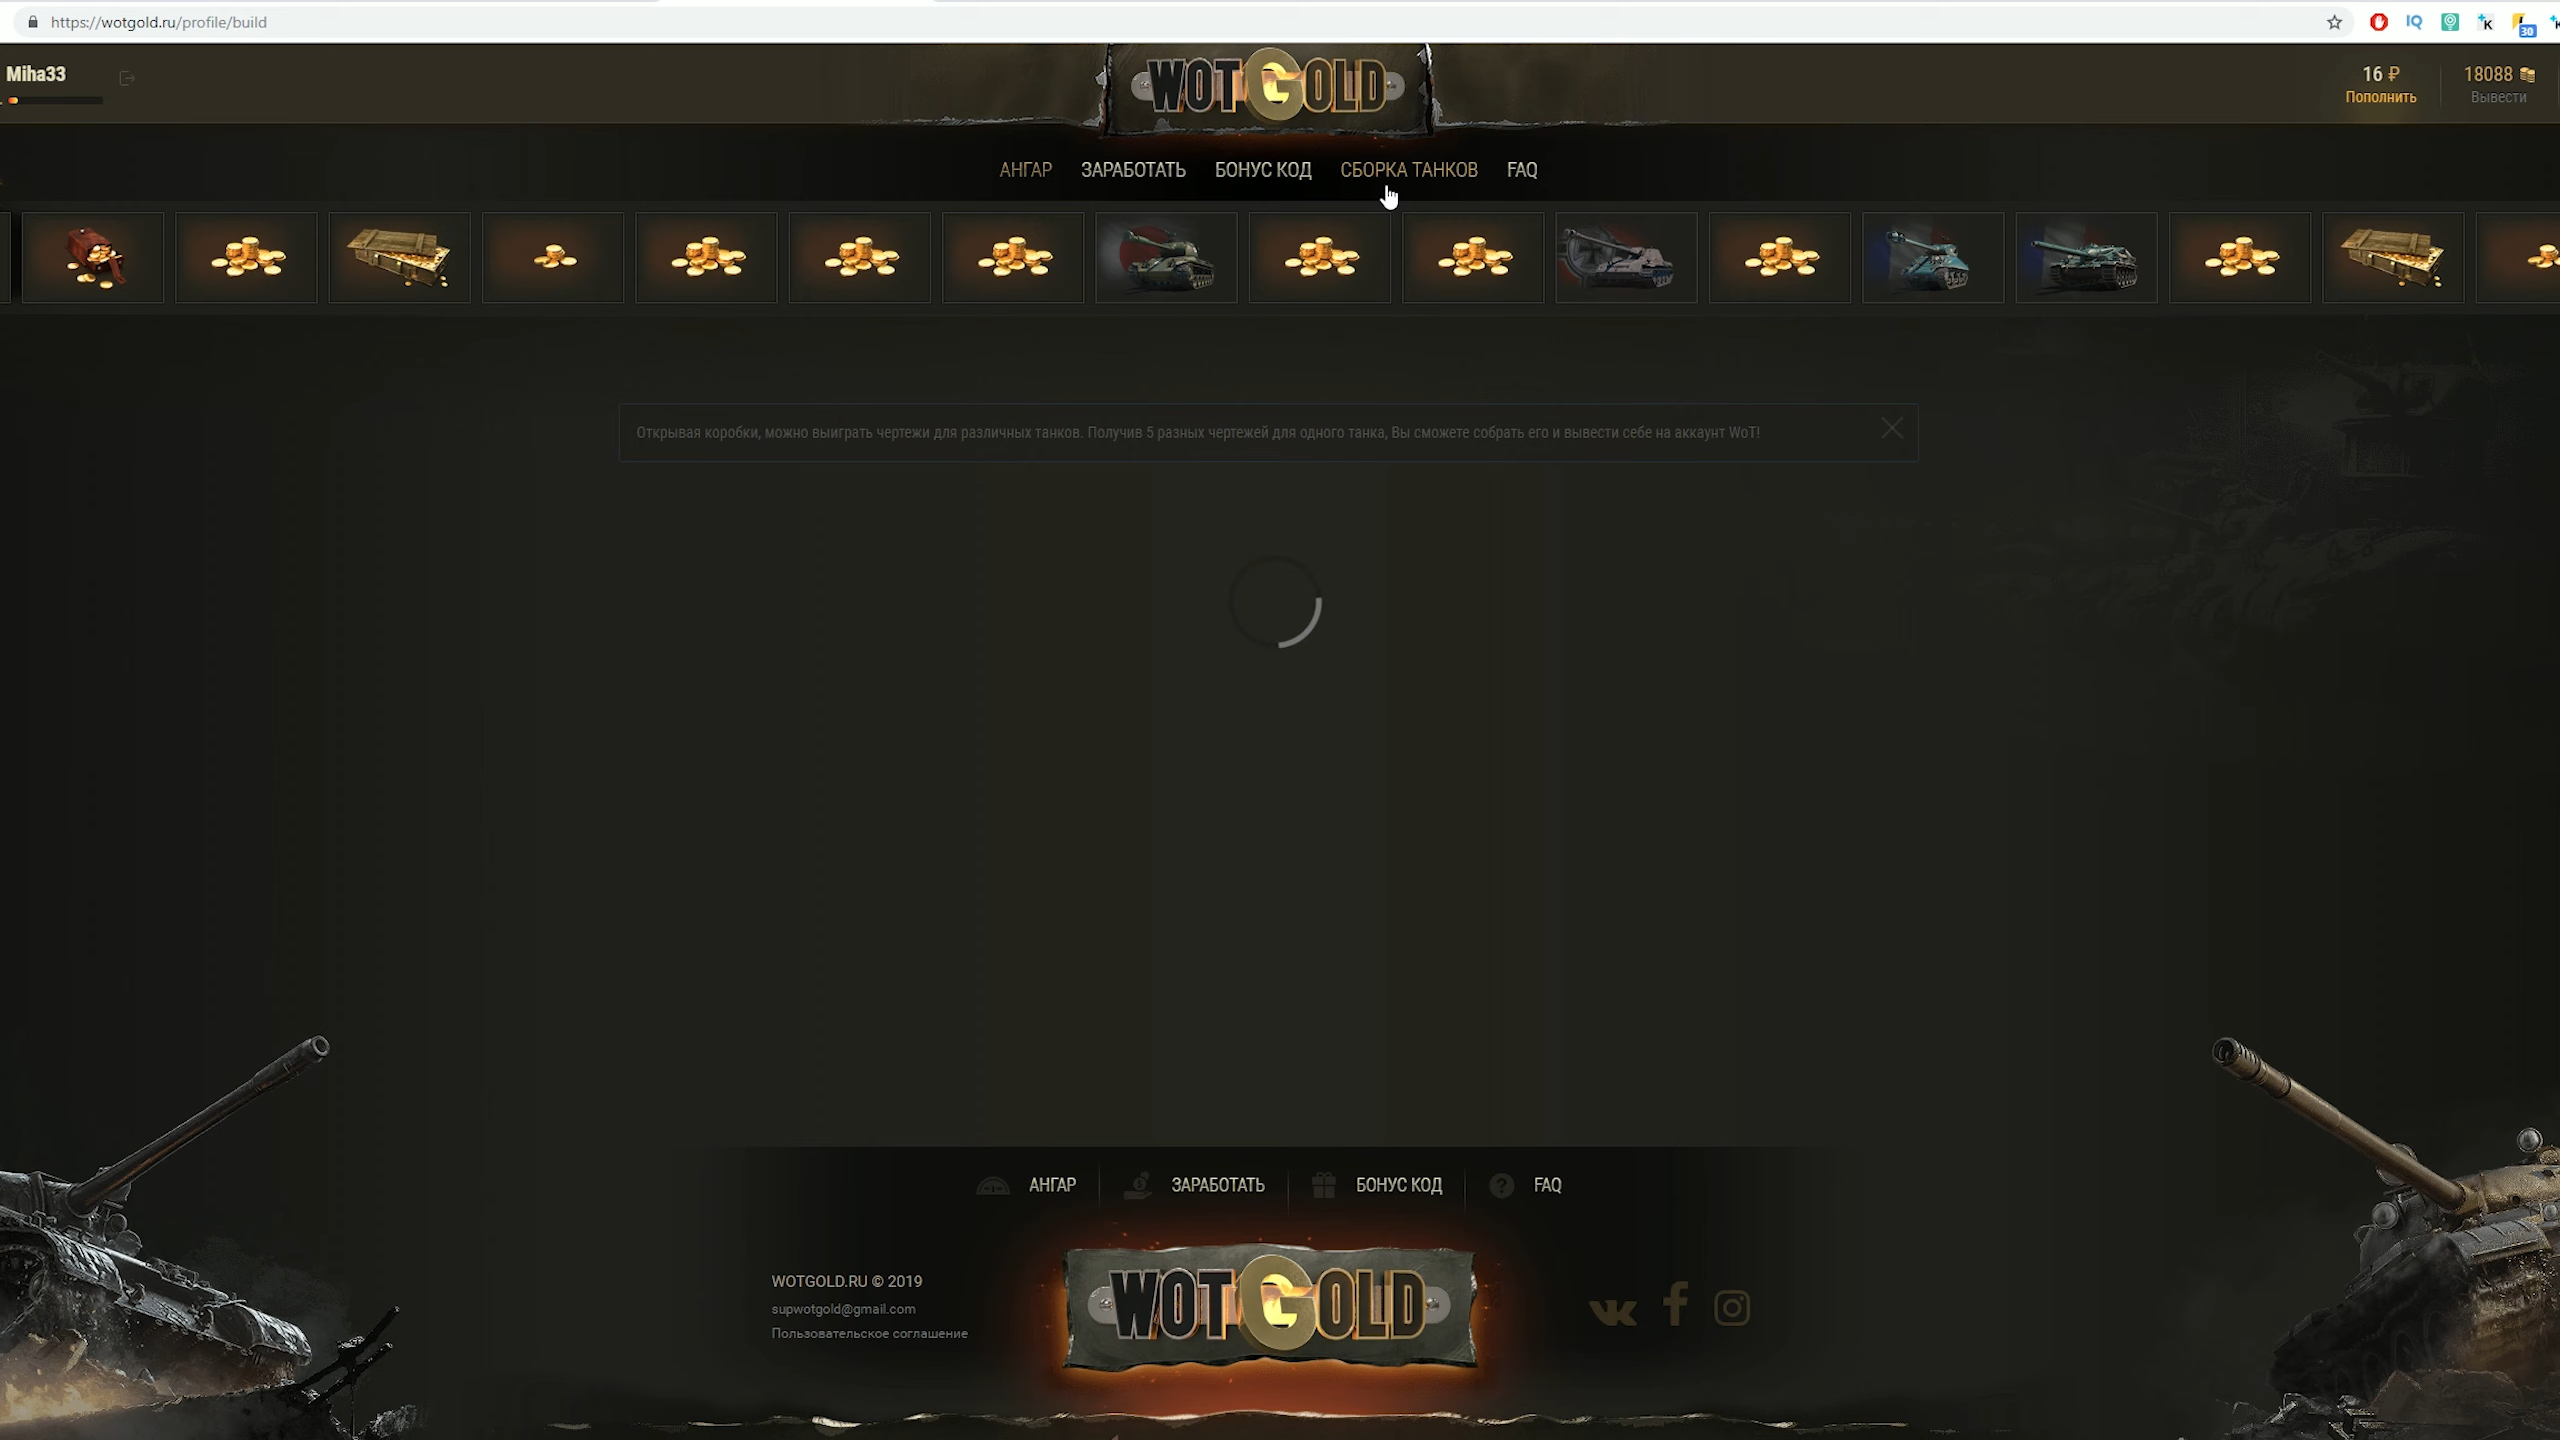 https://wotgold.ru/profile/build
IQ
K
30
Miha33
WOTGOLD
16 ₽
Пополнить
18088
Вывести
АНГАР
ЗАРАБОТАТЬ
БОНУС КОД
СБОРКА ТАНКОВ
FAQ
Открывая коробки, можно выиграть чертежи для различных танков. Получив 5 разных чертежей для одного танка, Вы сможете собрать его и вывести себе на аккаунт WoT!
АНГАР
ЗАРАБОТАТЬ
БОНУС КОД
FAQ
WOTGOLD.RU © 2019
supwotgold@gmail.com
Пользовательское соглашение
WOTGOLD